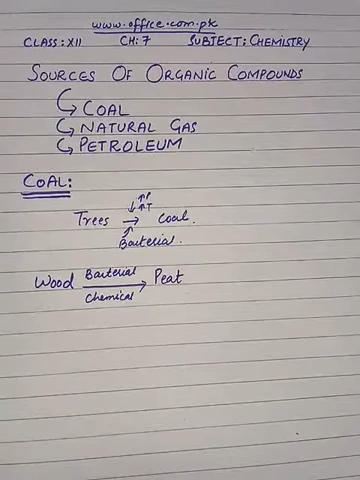 www.office.com.pk
CLASS: XII CH: 7 SUBJECT: CHEMISTRY
SOURCES OF ORGANIC COMPOUNDS
↳ COAL
↳ NATURAL GAS
↳ PETROLEUM
COAL:
↑P
↓ ↑T
Trees → Coal.
↑
Bacterial.
Wood Bacterial → Peat
Chemical